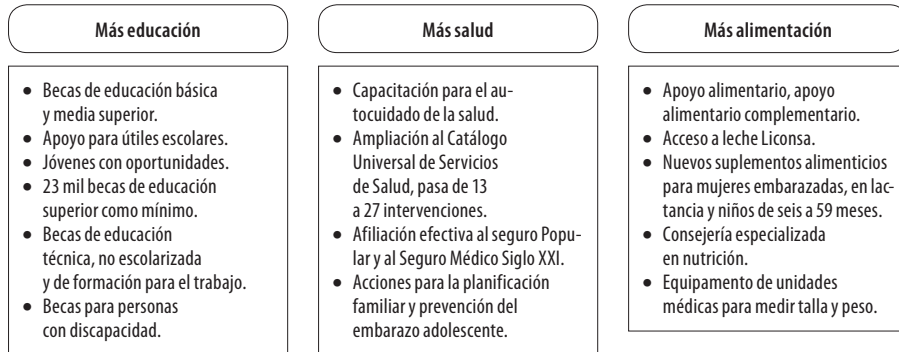 Más educación
• Becas de educación básica
y media superior.
• Apoyo para útiles escolares.
• Jóvenes con oportunidades.
• 23 mil becas de educación
superior como mínimo.
• Becas de educación
técnica, no escolarizada
y de formación para el trabajo.
• Becas para personas
con discapacidad.
Más salud
• Capacitación para el au-
tocuidado de la salud.
• Ampliación al Catálogo
Universal de Servicios
de Salud, pasa de 13
a 27 intervenciones.
• Afiliación efectiva al seguro Popu-
lar y al Seguro Médico Siglo XXI.
• Acciones para la planificación
familiar y prevención del
embarazo adolescente.
Más alimentación
• Apoyo alimentario, apoyo
alimentario complementario.
• Acceso a leche Liconsa.
• Nuevos suplementos alimenticios
para mujeres embarazadas, en lac-
tancia y niños de seis a 59 meses.
• Consejería especializada
en nutrición.
• Equipamento de unidades
médicas para medir talla y peso.